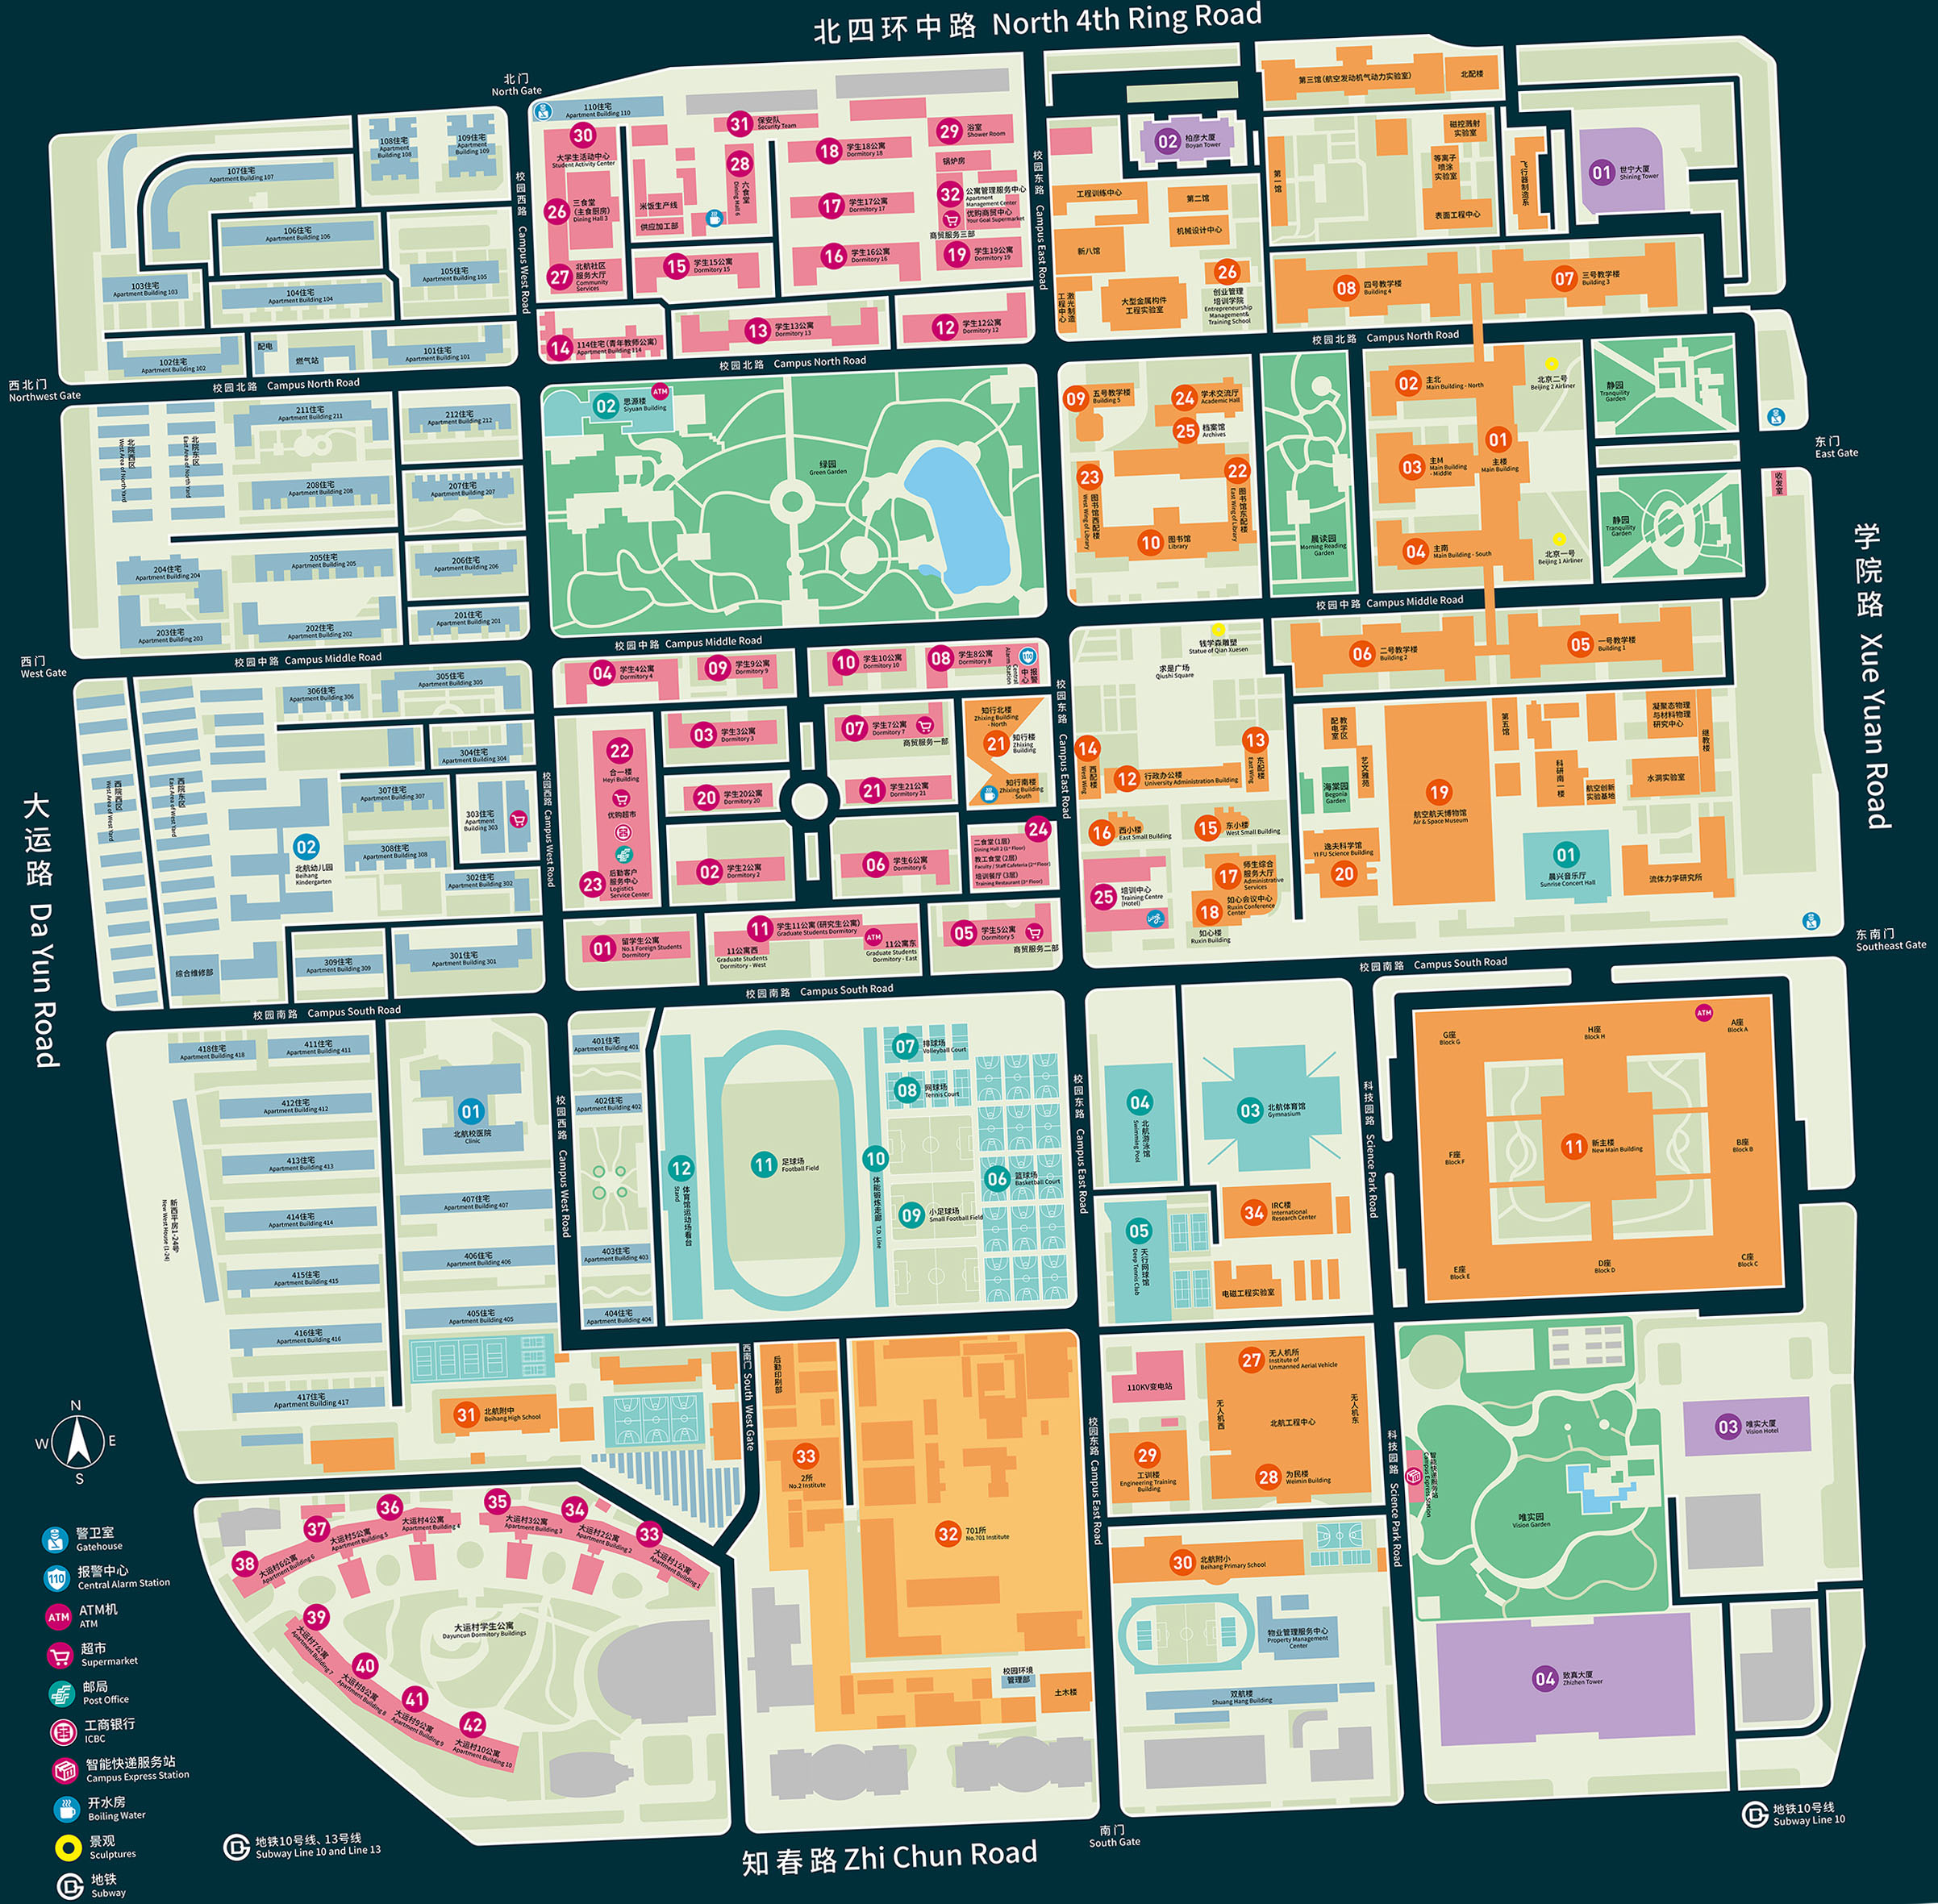 北四环中路 North 4th Ring Road
北门
North Gate
110住宅
Apartment Building 110
30
大学生活动中心
Student Activity Center
31
保安队
Security Team
28
六食堂
Dining Hall 6
26
三食堂
(主食厨房)
Dining Hall 3
米饭生产线
供应加工部
27
北航社区
服务大厅
Community
Services
18
学生18公寓
Dormitory 18
17
学生17公寓
Dormitory 17
16
学生16公寓
Dormitory 16
15
学生15公寓
Dormitory 15
29
浴室
Shower Room
锅炉房
32
公寓管理服务中心
Apartment
Management Center
优购商贸中心
Your Goal Supermarket
商贸服务三部
19
学生19公寓
Dormitory 19
14
114住宅(青年教师公寓)
Apartment Building 114
13
学生13公寓
Dormitory 13
12
学生12公寓
Dormitory 12
校园西路 Campus West Road
校园东路 Campus East Road
107住宅
Apartment Building 107
108住宅
Apartment
Building 108
109住宅
Apartment
Building 109
106住宅
Apartment Building 106
105住宅
Apartment Building 105
103住宅
Apartment Building 103
104住宅
Apartment Building 104
102住宅
Apartment Building 102
配电
燃气站
101住宅
Apartment Building 101
第三馆(航空发动机气动力实验室)
北配楼
02
柏彦大厦
Boyan Tower
工程训练中心
第二馆
机械设计中心
新八馆
激光制造
工程中心
大型金属构件
工程实验室
26
创业管理
培训学院
Entrepreneurship
Management&
Training School
第一馆
磁控溅射
实验室
等离子
喷涂
实验室
表面工程中心
飞行器制造系
01
世宁大厦
Shining Tower
08
四号教学楼
Building 4
07
三号教学楼
Building 3
西北门
Northwest Gate
校园北路 Campus North Road
校园北路 Campus North Road
校园北路 Campus North Road
北院西区
West Area of North Yard
北院东区
East Area of North Yard
211住宅
Apartment Building 211
212住宅
Apartment Building 212
208住宅
Apartment Building 208
207住宅
Apartment Building 207
204住宅
Apartment Building 204
205住宅
Apartment Building 205
206住宅
Apartment Building 206
203住宅
Apartment Building 203
202住宅
Apartment Building 202
201住宅
Apartment Building 201
02
思源楼
Siyuan Building
ATM
绿园
Green Garden
09
五号教学楼
Building 5
24
学术交流厅
Academic Hall
25
档案馆
Archives
23
图书馆西配楼
West Wing of Library
22
图书馆东配楼
East Wing of Library
10
图书馆
Library
晨读园
Morning Reading
Garden
02
主北
Main Building - North
03
主M
Main Building
- Middle
01
主楼
Main Building
04
主南
Main Building - South
北京二号
Beijing 2 Airliner
北京一号
Beijing 1 Airliner
静园
Tranquility
Garden
静园
Tranquility
Garden
东门
East Gate
收发室
学院路 Xue Yuan Road
西门
West Gate
校园中路 Campus Middle Road
校园中路 Campus Middle Road
校园中路 Campus Middle Road
西院西区
West Area of West Yard
西院东区
East Area of West Yard
306住宅
Apartment Building 306
305住宅
Apartment Building 305
304住宅
Apartment Building 304
307住宅
Apartment Building 307
303住宅
Apartment
Building 303
02
北航幼儿园
Beihang
Kindergarten
308住宅
Apartment Building 308
302住宅
Apartment Building 302
综合维修部
309住宅
Apartment Building 309
301住宅
Apartment Building 301
校园西路 Campus West Road
04
学生4公寓
Dormitory 4
09
学生9公寓
Dormitory 9
10
学生10公寓
Dormitory 10
08
学生8公寓
Dormitory 8
110
报警中心
Central
Alarm Station
22
合一楼
Heyi Building
优购超市
23
后勤客户
服务中心
Logistics
Service Center
03
学生3公寓
Dormitory 3
07
学生7公寓
Dormitory 7
商贸服务一部
20
学生20公寓
Dormitory 20
21
学生21公寓
Dormitory 21
02
学生2公寓
Dormitory 2
06
学生6公寓
Dormitory 6
知行北楼
Zhixing Building
- North
21
知行楼
Zhixing
Building
知行南楼
Zhixing Building
- South
24
二食堂(1层)
Dining Hall 2 (1st Floor)
教工食堂(2层)
Faculty / Staff Cafeteria (2nd Floor)
培训餐厅(3层)
Training Restaurant (3rd Floor)
01
留学生公寓
No.1 Foreign Students
Dormitory
11
学生11公寓(研究生公寓)
Graduate Students Dormitory
11公寓西
Graduate Students
Dormitory - West
ATM
11公寓东
Graduate Students
Dormitory - East
05
学生5公寓
Dormitory 5
商贸服务二部
校园东路 Campus East Road
钱学森雕塑
Statue of Qian Xuesen
求是广场
Qiushi Square
14
西配楼
West Wing
12
行政办公楼
University Administration Building
13
东配楼
East Wing
16
西小楼
East Small Building
15
东小楼
West Small Building
25
培训中心
Training Centre
(Hotel)
17
师生综合
服务大厅
Administrative
Services
18
如心会议中心
Ruxin Conference
Center
如心楼
Ruxin Building
06
二号教学楼
Building 2
05
一号教学楼
Building 1
教学区
配电室
艺文雅苑
海棠园
Begonia
Garden
19
航空航天博物馆
Air & Space Museum
20
逸夫科学馆
YI FU Science Building
第五馆
科研南一楼
航空创新
实验基地
凝聚态物理
与材料物理
研究中心
继教楼
水洞实验室
01
晨兴音乐厅
Sunrise Concert Hall
流体力学研究所
东南门
Southeast Gate
大运路 Da Yun Road
校园南路 Campus South Road
校园南路 Campus South Road
校园南路 Campus South Road
418住宅
Apartment Building 418
411住宅
Apartment Building 411
412住宅
Apartment Building 412
413住宅
Apartment Building 413
414住宅
Apartment Building 414
415住宅
Apartment Building 415
416住宅
Apartment Building 416
417住宅
Apartment Building 417
新西平房1-24零
New West House (1-24)
01
北航校医院
Clinic
407住宅
Apartment Building 407
406住宅
Apartment Building 406
405住宅
Apartment Building 405
校园西路 Campus West Road
401住宅
Apartment Building 401
402住宅
Apartment Building 402
403住宅
Apartment Building 403
404住宅
Apartment Building 404
12
体育馆运动场看台
Stand
11
足球场
Football Field
10
体能锻炼走廊 T.D. Line
07
排球场
Volleyball Court
08
网球场
Tennis Court
06
篮球场
Basketball Court
09
小足球场
Small Football Field
校园东路 Campus East Road
04
北航游泳馆
Swimming Pool
03
北航体育馆
Gymnasium
05
天行网球馆
Deep Tennis Club
34
IRC楼
International
Research Center
电磁工程实验室
科技园路 Science Park Road
ATM
G座
Block G
H座
Block H
A座
Block A
F座
Block F
11
新主楼
New Main Building
B座
Block B
E座
Block E
D座
Block D
C座
Block C
31
北航附中
Beihang High School
西南门 South West Gate
后勤印刷部
33
2所
No.2 Institute
32
701所
No.701 Institute
校园环境
管理部
土木楼
校园东路 Campus East Road
110KV变电站
27
无人机所
Institute of
Unmanned Aerial Vehicle
无人机西
北航工程中心
无人机东
29
工训楼
Engineering Training
Building
28
为民楼
Weimin Building
科技园路 Science Park Road
智能快递服务站
Campus Express Station
唯实园
Vision Garden
03
唯实大厦
Vision Hotel
30
北航附小
Beihang Primary School
物业管理服务中心
Property Management
Center
双航楼
Shuang Hang Building
04
致真大厦
Zhizhen Tower
38
大运村6公寓
Apartment Building 6
37
大运村5公寓
Apartment Building 5
36
大运村4公寓
Apartment Building 4
35
大运村3公寓
Apartment Building 3
34
大运村2公寓
Apartment Building 2
33
大运村1公寓
Apartment Building 1
39
大运村7公寓
Apartment Building 7
40
大运村8公寓
Apartment Building 8
41
大运村9公寓
Apartment Building 9
42
大运村10公寓
Apartment Building 10
大运村学生公寓
Dayuncun Dormitory Buildings
N
W E
S
警卫室
Gatehouse
110
报警中心
Central Alarm Station
ATM
ATM机
ATM
超市
Supermarket
邮局
Post Office
工商银行
ICBC
智能快递服务站
Campus Express Station
开水房
Boiling Water
景观
Sculptures
地铁
Subway
地铁10号线、13号线
Subway Line 10 and Line 13
知春路 Zhi Chun Road
南门
South Gate
地铁10号线
Subway Line 10